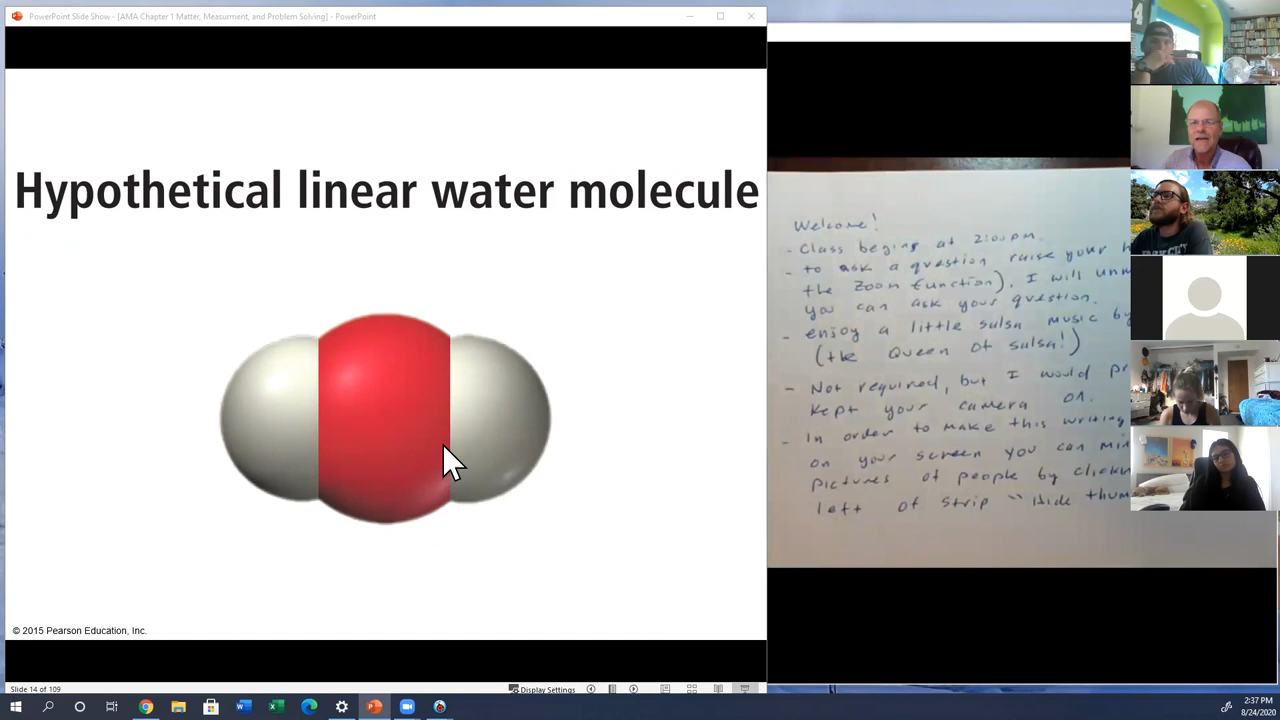 PowerPoint Slide Show - [AMA Chapter 1 Matter, Measurment, and Problem Solving] - PowerPoint
Hypothetical linear water molecule
© 2015 Pearson Education, Inc.
Slide 14 of 109
Display Settings
Welcome!
- Class begins at 2:00pm.
- to ask a question raise your
the Zoom function). I will
you can ask your question.
- enjoy a little salsa music by
(the Queen of salsa!)
- Not required, but I would
kept your camera on.
- In order to make this writing
on your screen you can
pictures of people by
left of strip "Hide
4
2:37 PM
8/24/2020